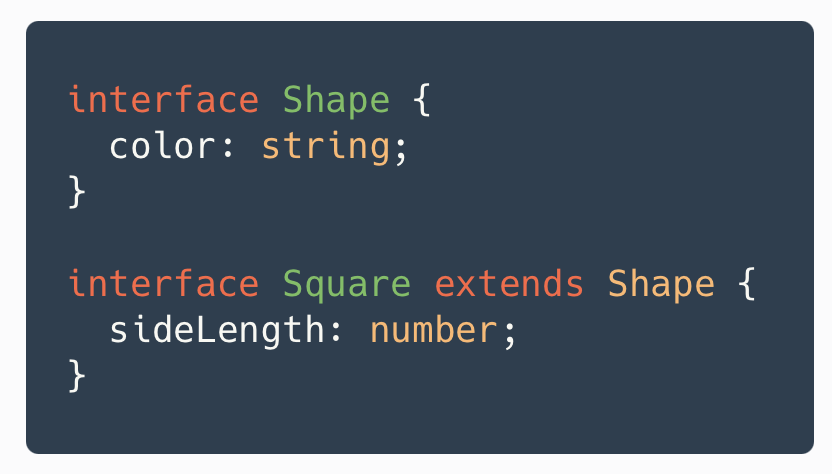 interface Shape {
  color: string;
}

interface Square extends Shape {
  sideLength: number;
}